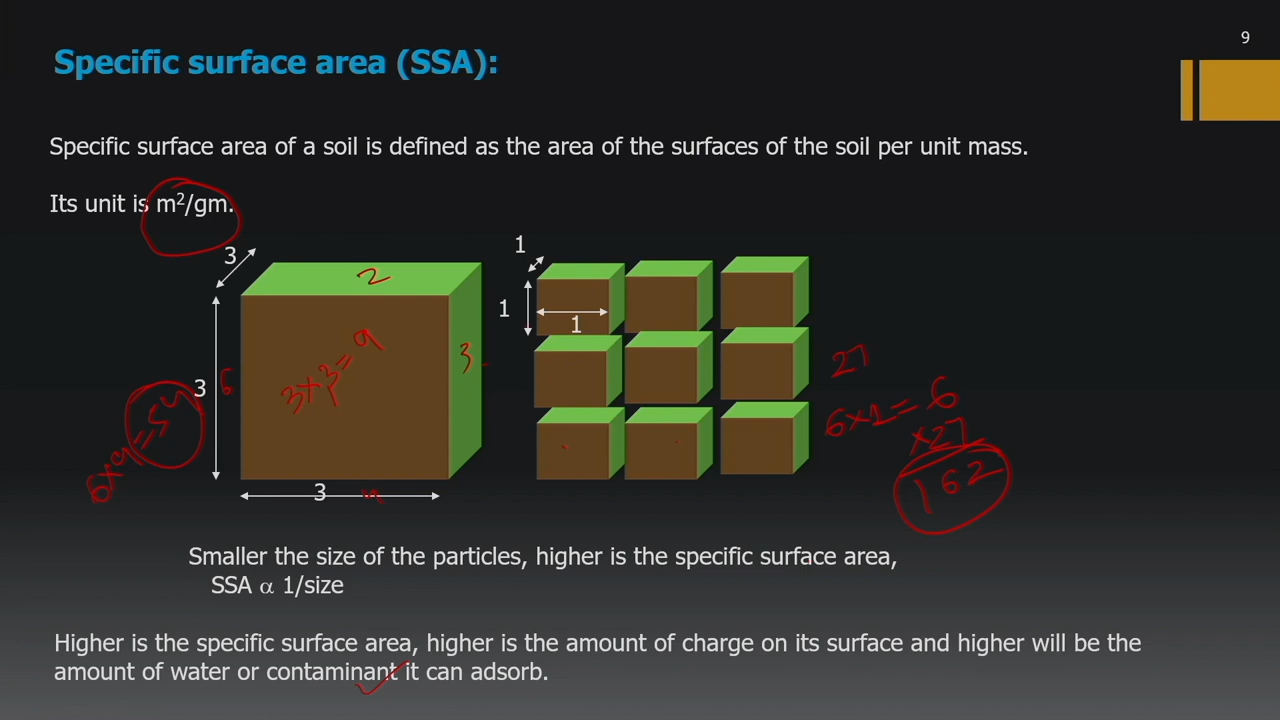 9
Specific surface area (SSA):
Specific surface area of a soil is defined as the area of the surfaces of the soil per unit mass.
Its unit is m²/gm.
3
2
3
3
3×3=9
3
6×9=54
1
1
1
27
6×1=6
×27
162
Smaller the size of the particles, higher is the specific surface area,
SSA α 1/size
Higher is the specific surface area, higher is the amount of charge on its surface and higher will be the
amount of water or contaminant it can adsorb.